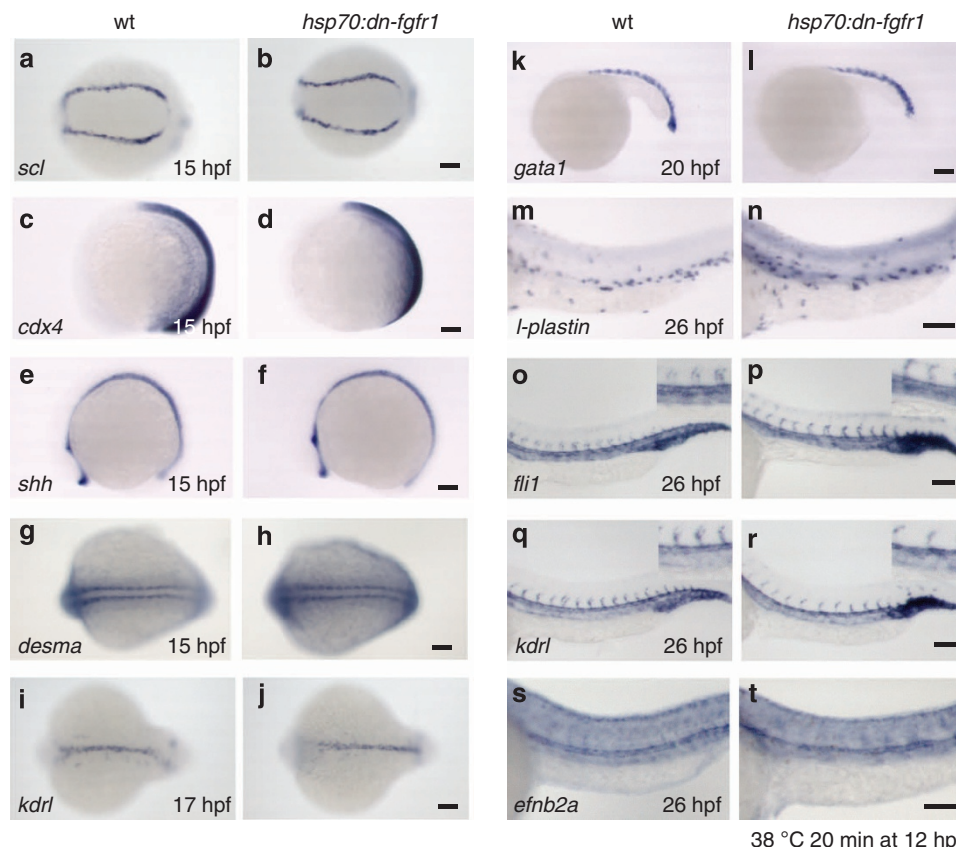 wt hsp70:dn-fgfr1 wt hsp70:dn-fgfr1
a b k l
scl 15 hpf gata1 20 hpf
c d m n
cdx4 15 hpf l-plastin 26 hpf
e f o p
shh 15 hpf fli1 26 hpf
g h q r
desma 15 hpf kdrl 26 hpf
i j s t
kdrl 17 hpf efnb2a 26 hpf
38 °C 20 min at 12 hp